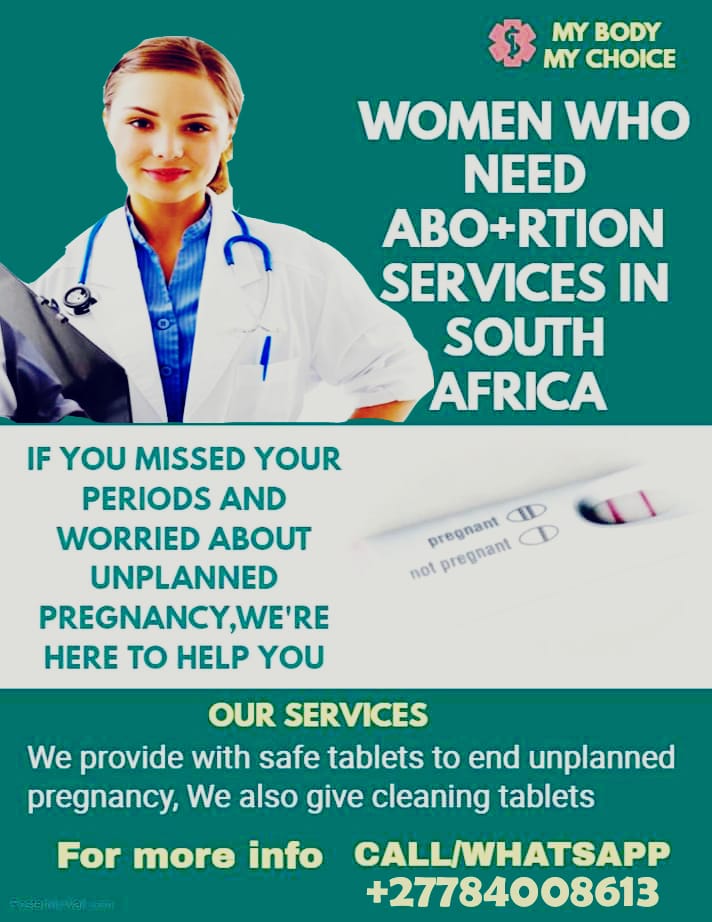 MY BODY
MY CHOICE
WOMEN WHO
NEED
ABO+RTION
SERVICES IN
SOUTH
AFRICA
IF YOU MISSED YOUR
PERIODS AND
WORRIED ABOUT
UNPLANNED
PREGNANCY,WE'RE
HERE TO HELP YOU
pregnant
not pregnant
OUR SERVICES
We provide with safe tablets to end unplanned
pregnancy, We also give cleaning tablets
For more info CALL/WHATSAPP
+27784008613